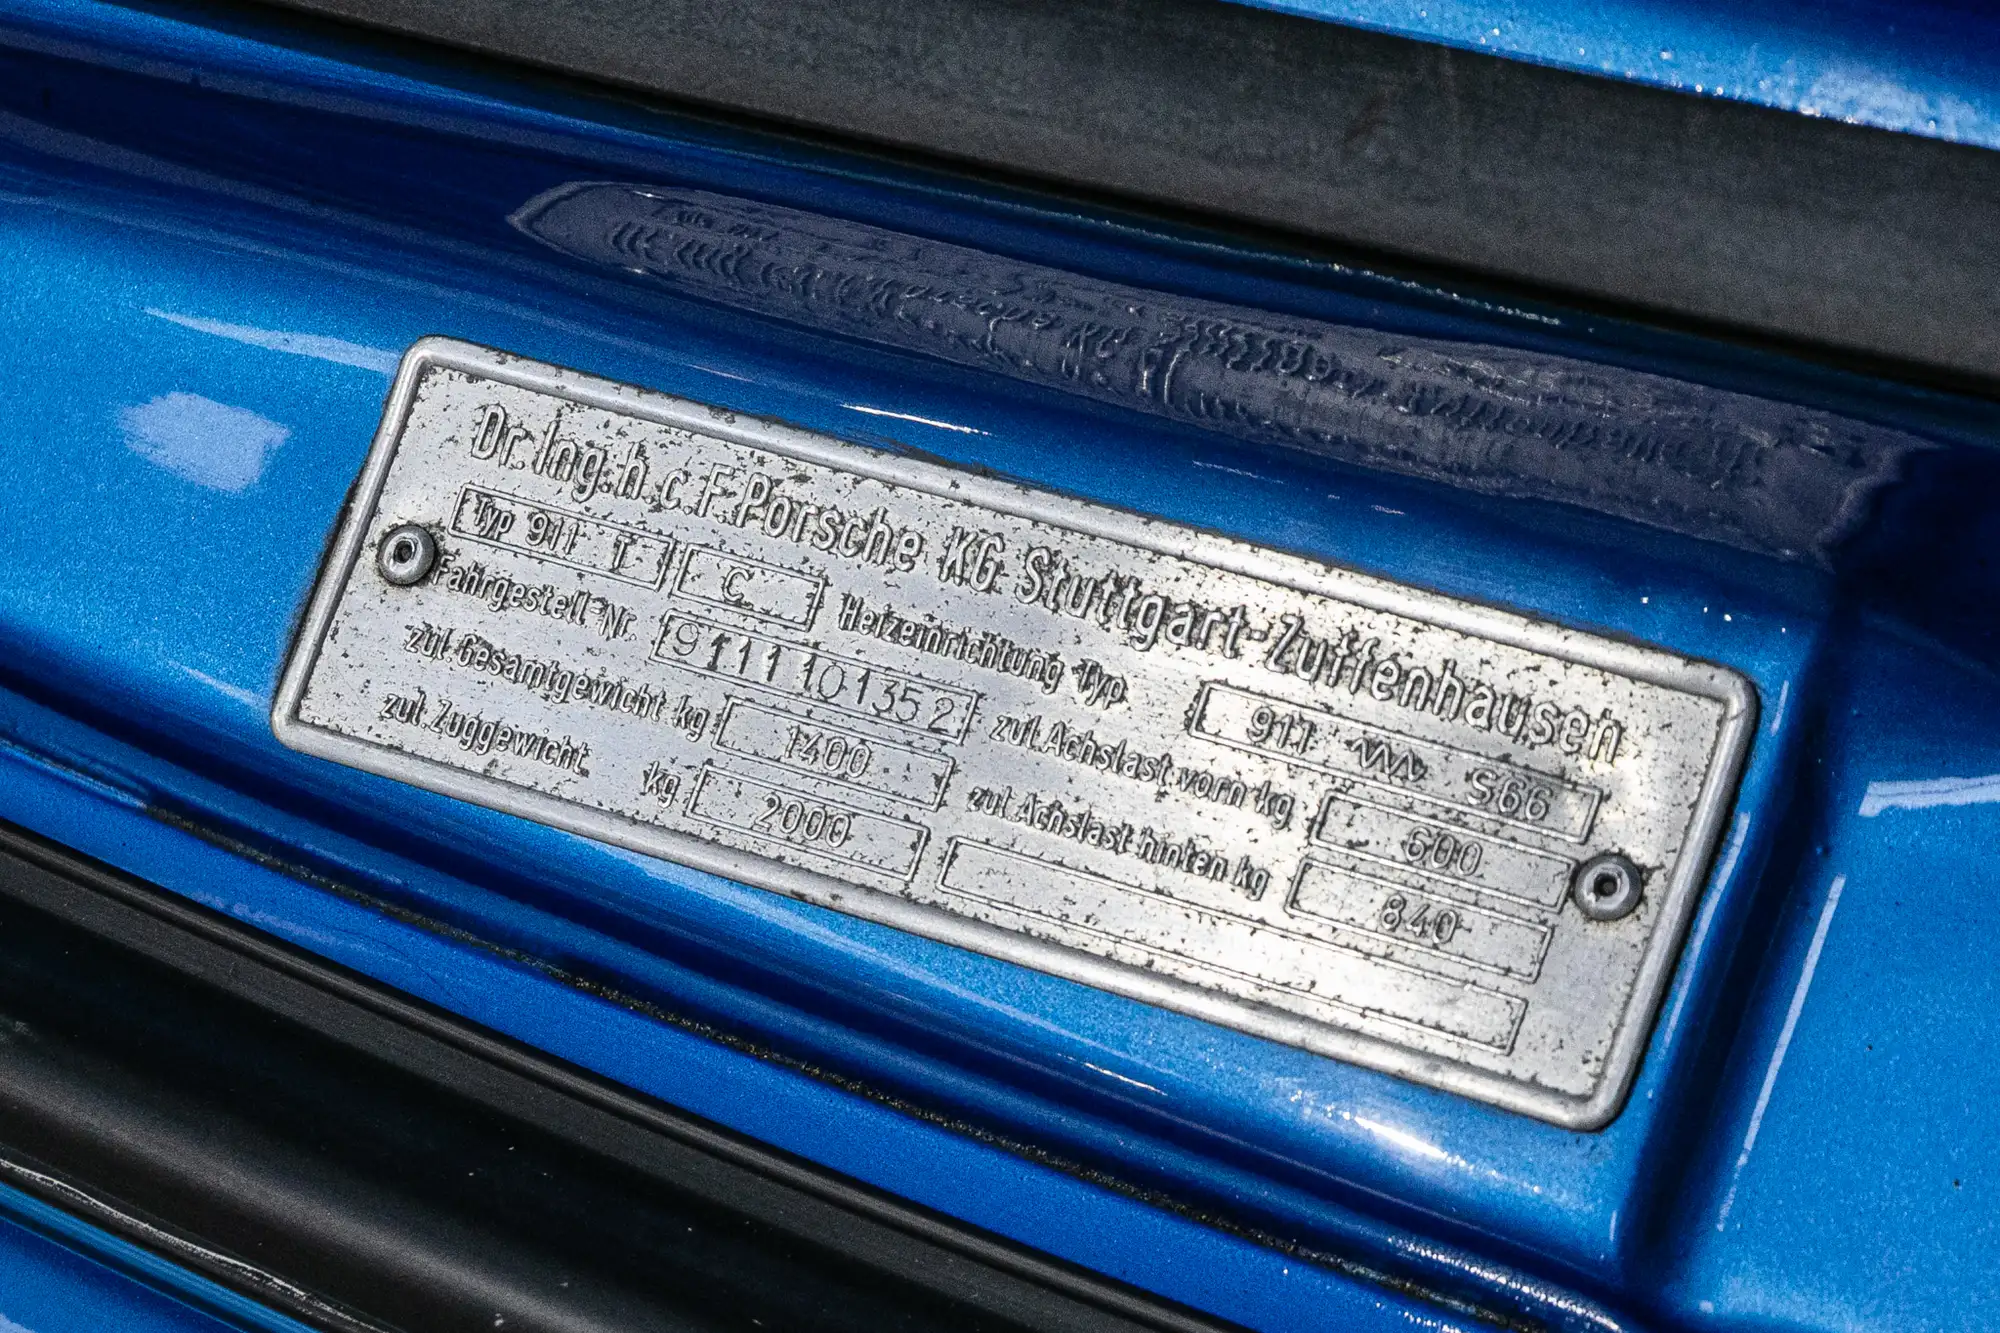 Dr. Ing. h. c. F. Porsche KG Stuttgart-Zuffenhausen
Typ 911 T C Heizeinrichtung Typ 911 S66
Fahrgestell-Nr. 9111101352 zul. Achslast vorn kg 600
zul. Gesamtgewicht kg 1400 zul. Achslast hinten kg 840
zul. Zuggewicht kg 2000